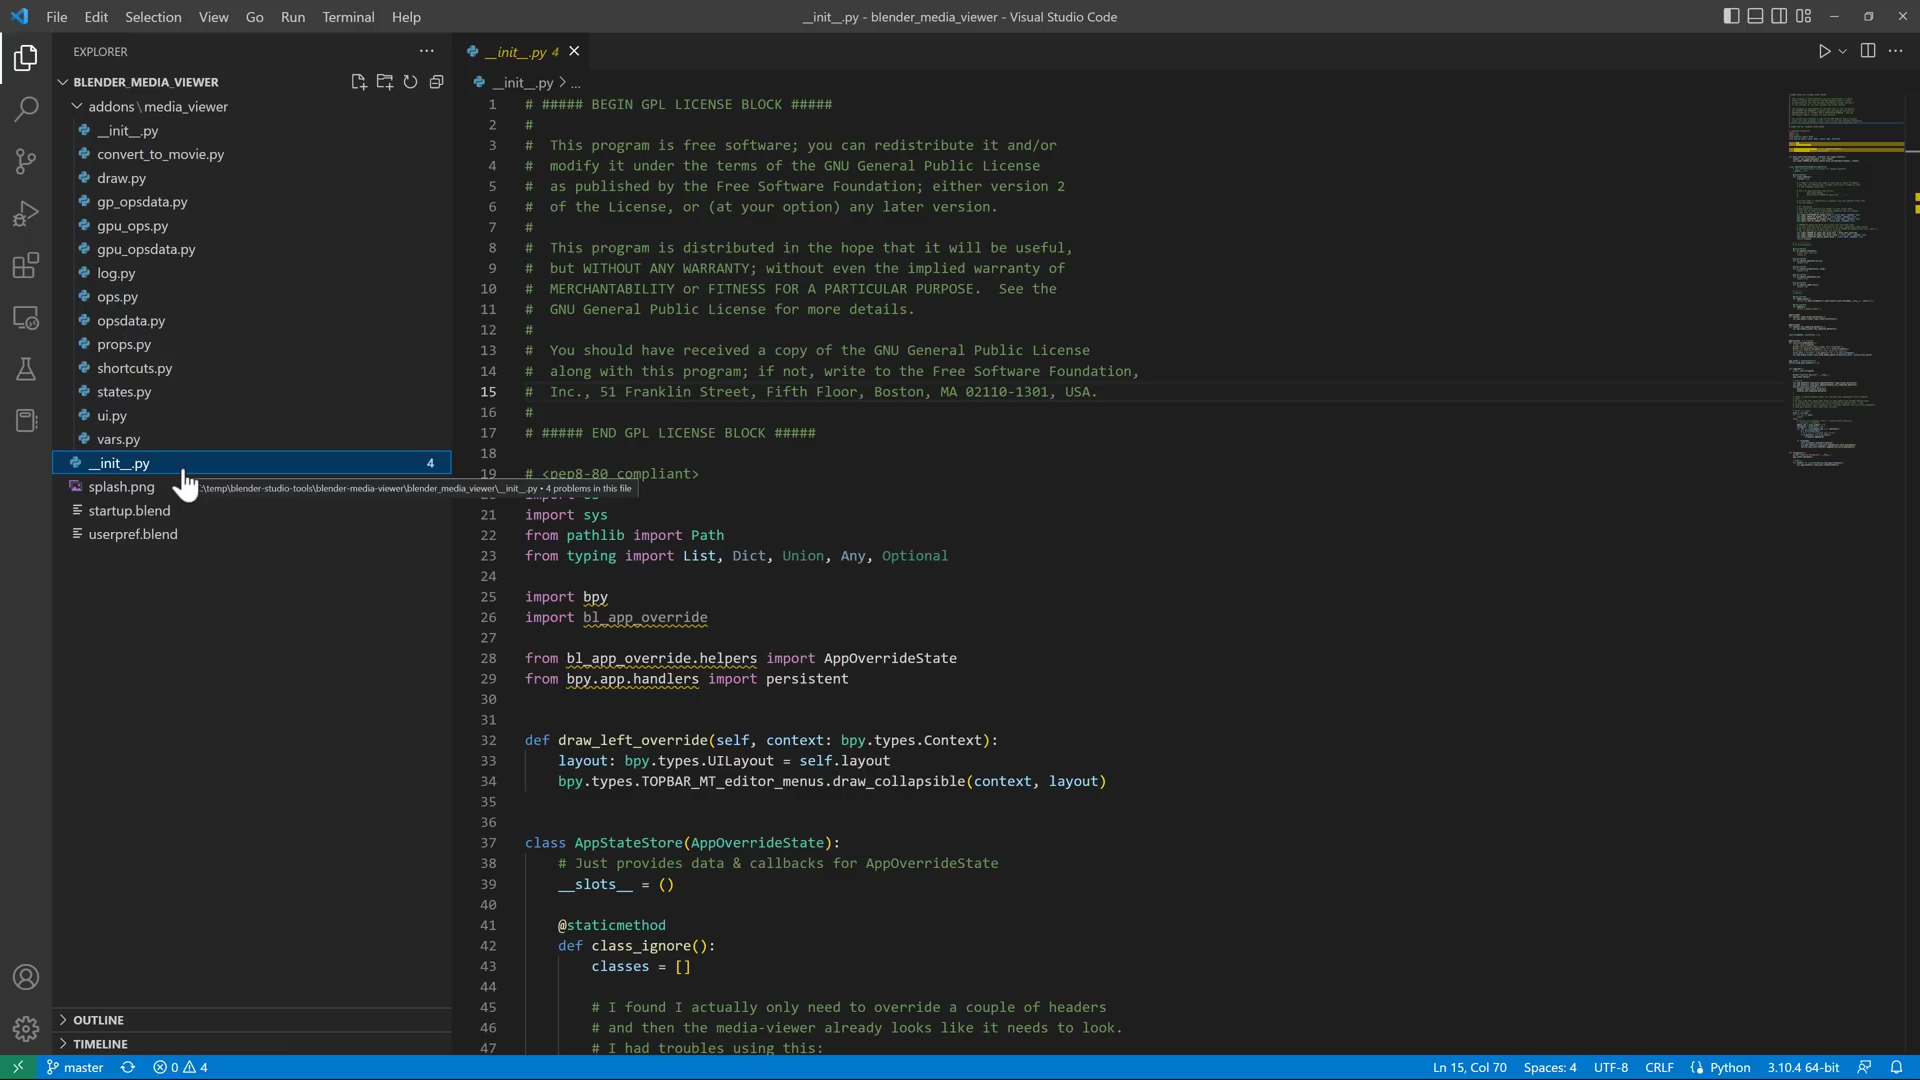 File Edit Selection View Go Run Terminal Help
__init__.py - blender_media_viewer - Visual Studio Code
EXPLORER
BLENDER_MEDIA_VIEWER
addons\media_viewer
__init__.py
convert_to_movie.py
draw.py
gp_opsdata.py
gpu_ops.py
gpu_opsdata.py
log.py
ops.py
opsdata.py
props.py
shortcuts.py
states.py
ui.py
vars.py
__init__.py 4
splash.png
startup.blend
userpref.blend
OUTLINE
TIMELINE
__init__.py 4
__init__.py > ...
1 # ##### BEGIN GPL LICENSE BLOCK #####
2 #
3 #  This program is free software; you can redistribute it and/or
4 #  modify it under the terms of the GNU General Public License
5 #  as published by the Free Software Foundation; either version 2
6 #  of the License, or (at your option) any later version.
7 #
8 #  This program is distributed in the hope that it will be useful,
9 #  but WITHOUT ANY WARRANTY; without even the implied warranty of
10 #  MERCHANTABILITY or FITNESS FOR A PARTICULAR PURPOSE.  See the
11 #  GNU General Public License for more details.
12 #
13 #  You should have received a copy of the GNU General Public License
14 #  along with this program; if not, write to the Free Software Foundation,
15 #  Inc., 51 Franklin Street, Fifth Floor, Boston, MA 02110-1301, USA.
16 #
17 # ##### END GPL LICENSE BLOCK #####
18
19 # <pep8-80 compliant>
:\temp\blender-studio-tools\blender-media-viewer\blender_media_viewer\__init__.py • 4 problems in this file
21 import sys
22 from pathlib import Path
23 from typing import List, Dict, Union, Any, Optional
24
25 import bpy
26 import bl_app_override
27
28 from bl_app_override.helpers import AppOverrideState
29 from bpy.app.handlers import persistent
30
31
32 def draw_left_override(self, context: bpy.types.Context):
33     layout: bpy.types.UILayout = self.layout
34     bpy.types.TOPBAR_MT_editor_menus.draw_collapsible(context, layout)
35
36
37 class AppStateStore(AppOverrideState):
38     # Just provides data & callbacks for AppOverrideState
39     __slots__ = ()
40
41     @staticmethod
42     def class_ignore():
43         classes = []
44
45         # I found I actually only need to override a couple of headers
46         # and then the media-viewer already looks like it needs to look.
47         # I had troubles using this:
master 0 4
Ln 15, Col 70 Spaces: 4 UTF-8 CRLF Python 3.10.4 64-bit